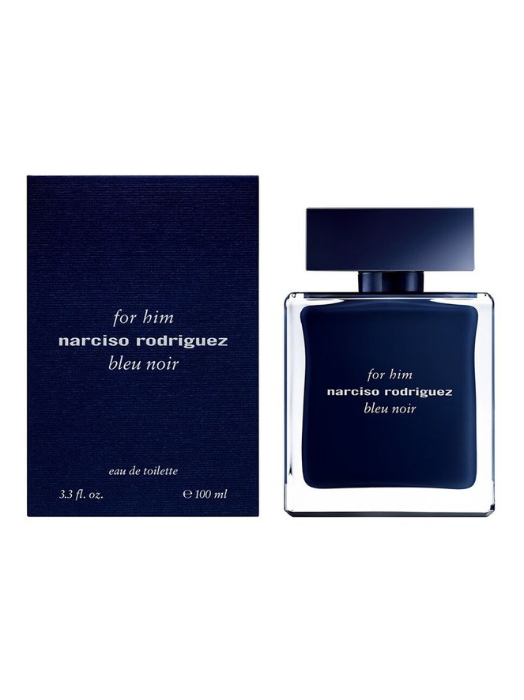 for him
narciso rodriguez
bleu noir
eau de toilette
3.3 fl. oz.
℮ 100 ml
for him
narciso rodriguez
bleu noir